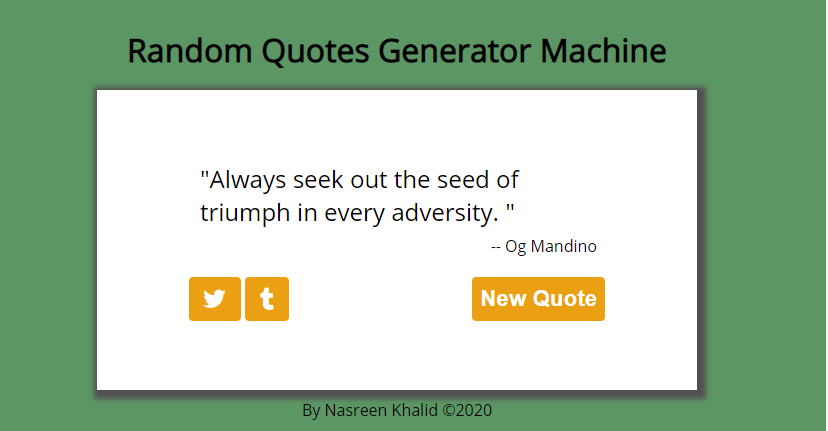 Random Quotes Generator Machine
"Always seek out the seed of
triumph in every adversity. "
-- Og Mandino
New Quote
By Nasreen Khalid ©2020